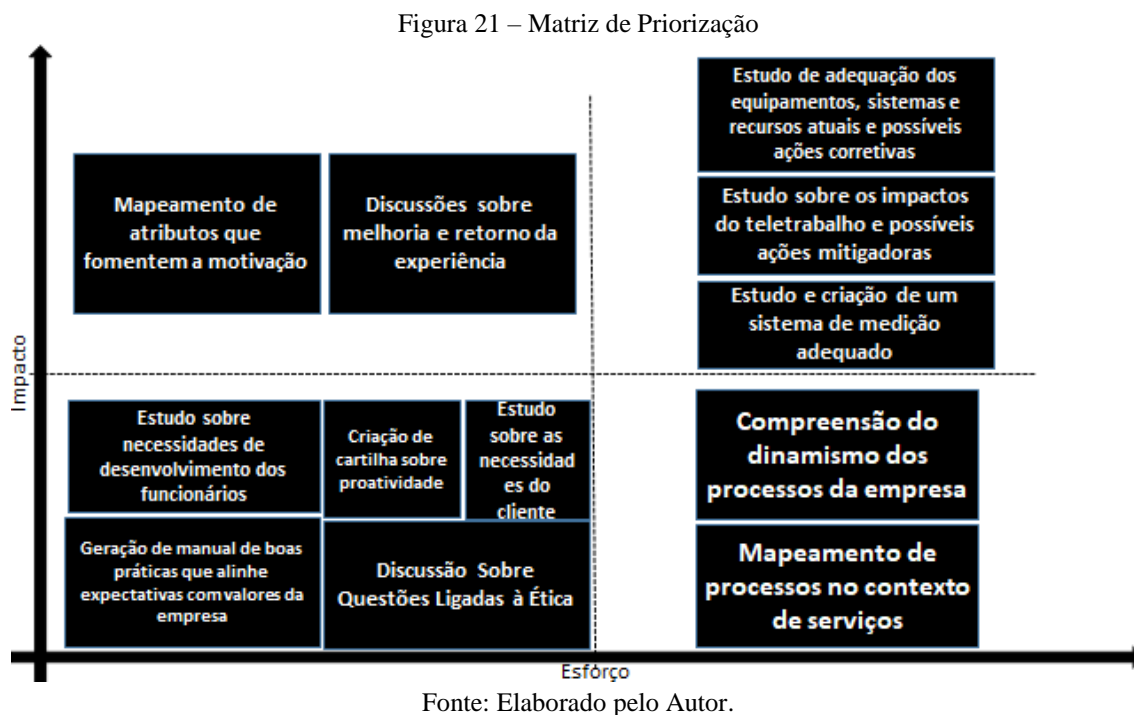 Figura 21 – Matriz de Priorização
Estudo de adequação dos
equipamentos, sistemas e
recursos atuais e possíveis
ações corretivas
Mapeamento de
atributos que
fomentem a motivação
Discussões sobre
melhoria e retorno da
experiência
Estudo sobre os impactos
do teletrabalho e possíveis
ações mitigadoras
Estudo e criação de um
sistema de medição
adequado
Impacto
Estudo sobre
necessidades de
desenvolvimento dos
funcionários
Criação de
cartilha sobre
proatividade
Estudo
sobre as
necessidad
es do
cliente
Compreensão do
dinamismo dos
processos da empresa
Geração de manual de boas
práticas que alinhe
expectativas com valores da
empresa
Discussão Sobre
Questões Ligadas à Ética
Mapeamento de
processos no contexto
de serviços
Esforço
Fonte: Elaborado pelo Autor.